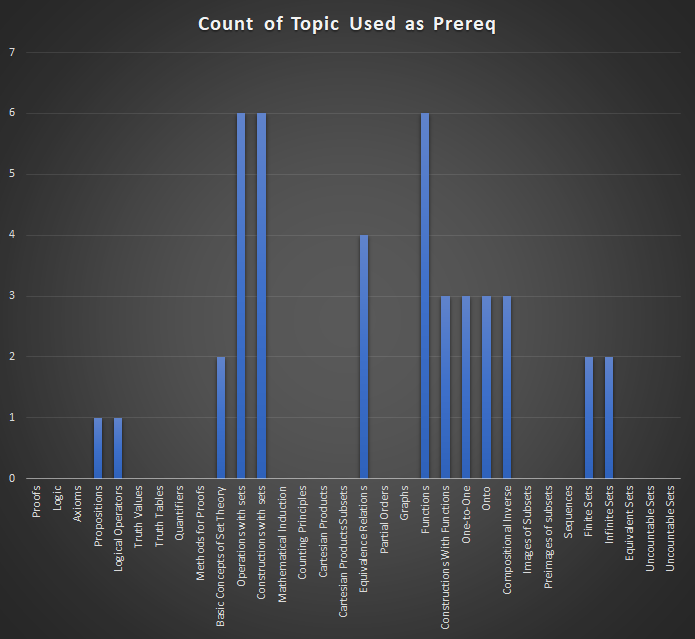 Count of Topic Used as Prereq
7
6
5
4
3
2
1
0
Proofs
Logic
Axioms
Propositions
Logical Operators
Truth Values
Truth Tables
Quantifiers
Methods for Proofs
Basic Concepts of Set Theory
Operations with sets
Constructions with sets
Mathematical Induction
Counting Principles
Cartesian Products
Cartesian Products Subsets
Equivalence Relations
Partial Orders
Graphs
Functions
Constructions With Functions
One-to-One
Onto
Compositional Inverse
Images of Subsets
Preimages of subsets
Sequences
Finite Sets
Infinite Sets
Equivalent Sets
Uncountable Sets
Uncountable Sets